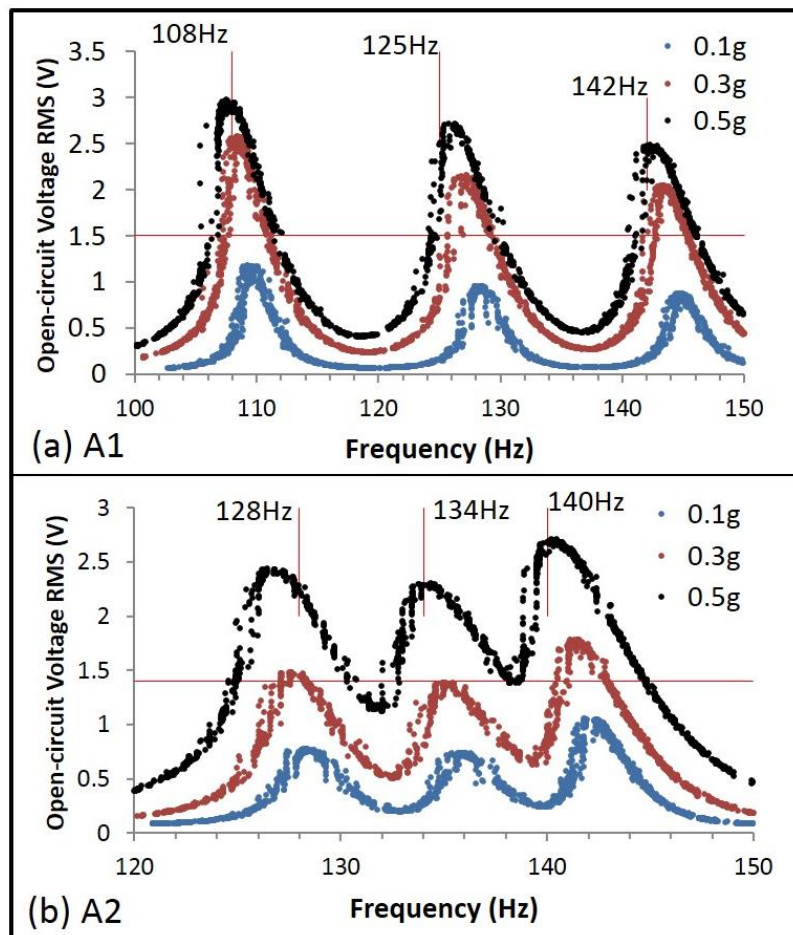 108Hz
125Hz
142Hz
0.1g
0.3g
0.5g
Open-circuit Voltage RMS (V)
3.5
3
2.5
2
1.5
1
0.5
0
100
110
120
130
140
150
(a) A1
Frequency (Hz)
128Hz
134Hz
140Hz
0.1g
0.3g
0.5g
Open-circuit Voltage RMS (V)
3
2.5
2
1.5
1
0.5
0
120
130
140
150
(b) A2
Frequency (Hz)